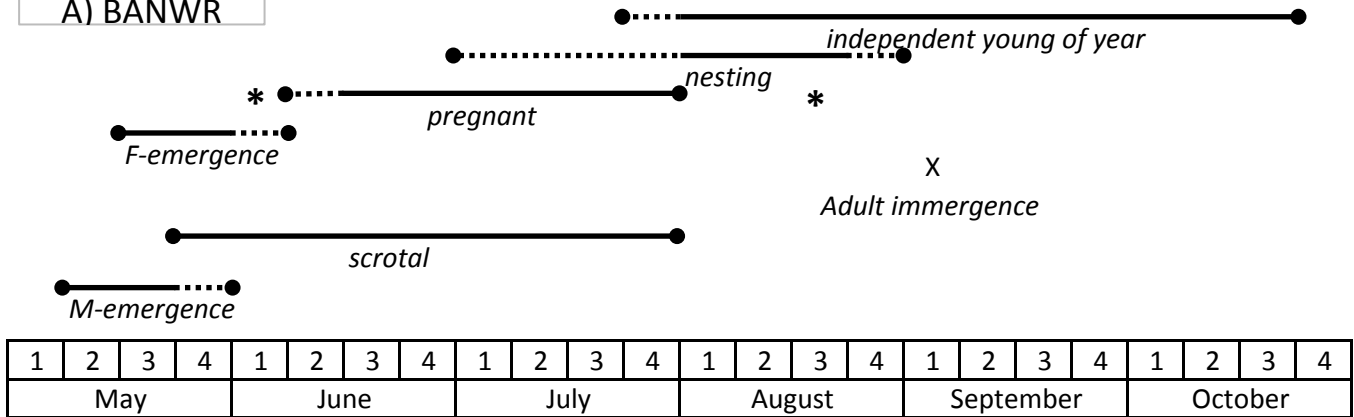 A) BANWR
independent young of year
nesting
* *
pregnant
F-emergence
X
Adult immergence
scrotal
M-emergence
1 2 3 4 1 2 3 4 1 2 3 4 1 2 3 4 1 2 3 4 1 2 3 4
May June July August September October